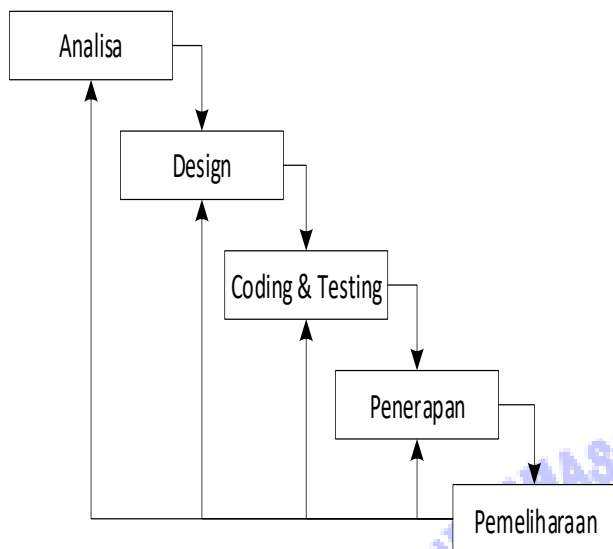 Analisa
Design
Coding & Testing
Penerapan
Pemeliharaan